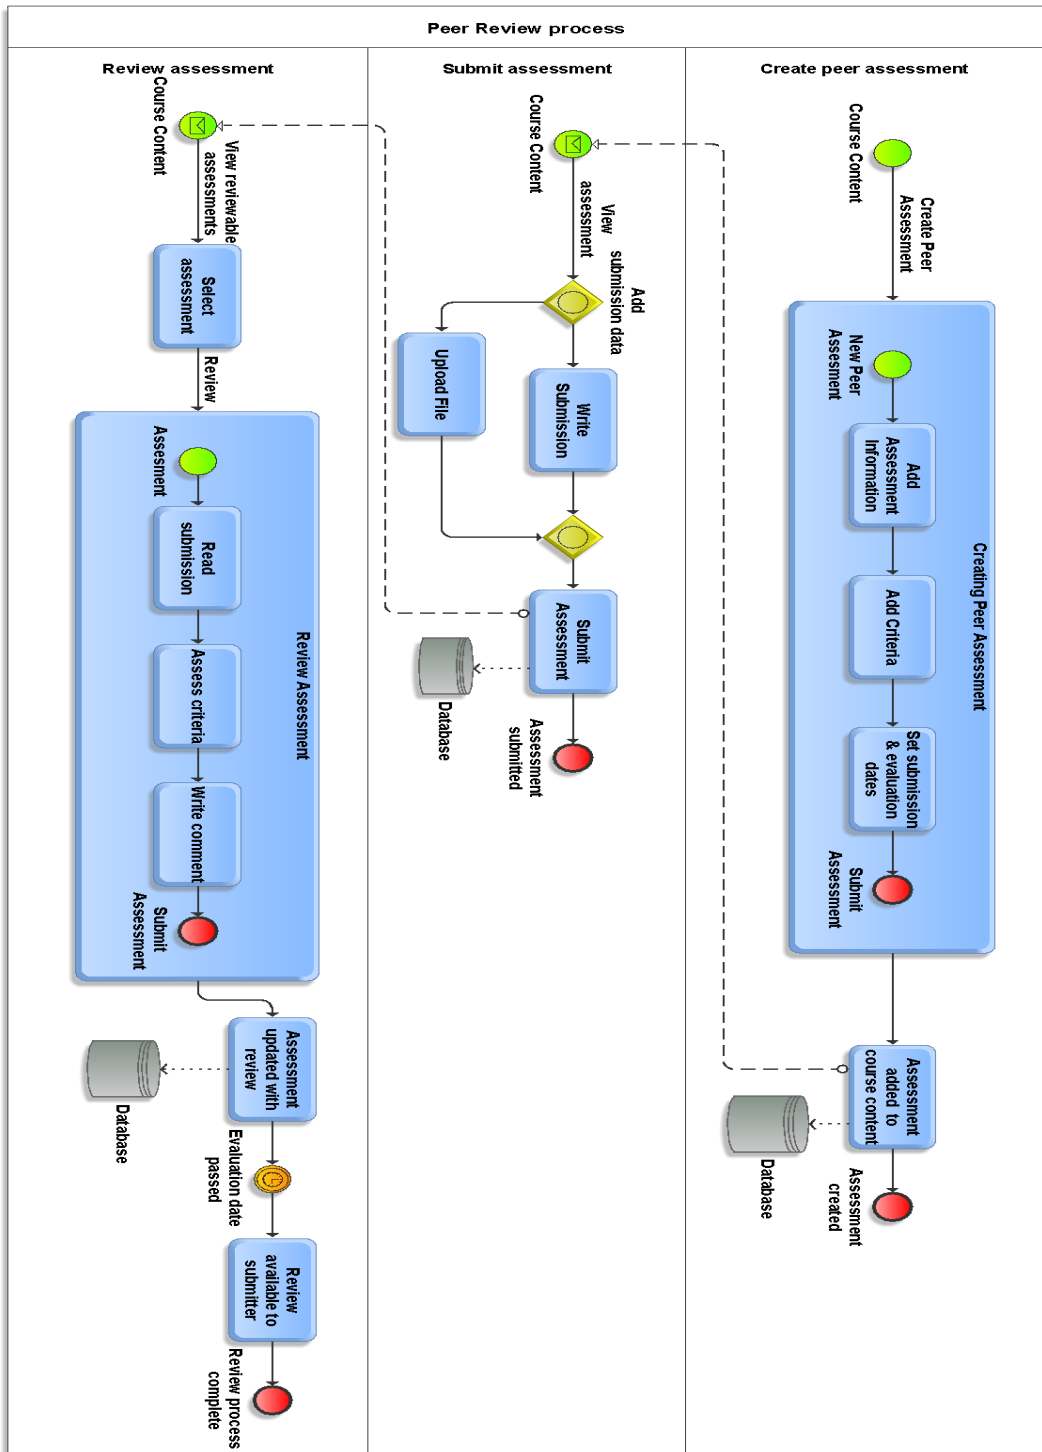 Peer Review process
Review assessment
Submit assessment
Create peer assessment
Course Content
Create Peer
Assessment
Creating Peer Assessment
New Peer
Assesment
Add
Assessment
Information
Add Criteria
Set submission
& evaluation
dates
Submit
Assessment
Assessment
added to
course content
Database
Assessment
created
Course Content
View
assessment
Add
submission data
Write
Submission
Upload File
Submit
Assessment
Database
Assessment
submitted
Course Content
View reviewable
assessments
Select
assessment
Review
Review Assessment
Assesment
Read
submission
Assess criteria
Write comment
Submit
Assessment
Assessment
updated with
review
Database
Evaluation date
passed
Review
available to
submitter
Review process
complete